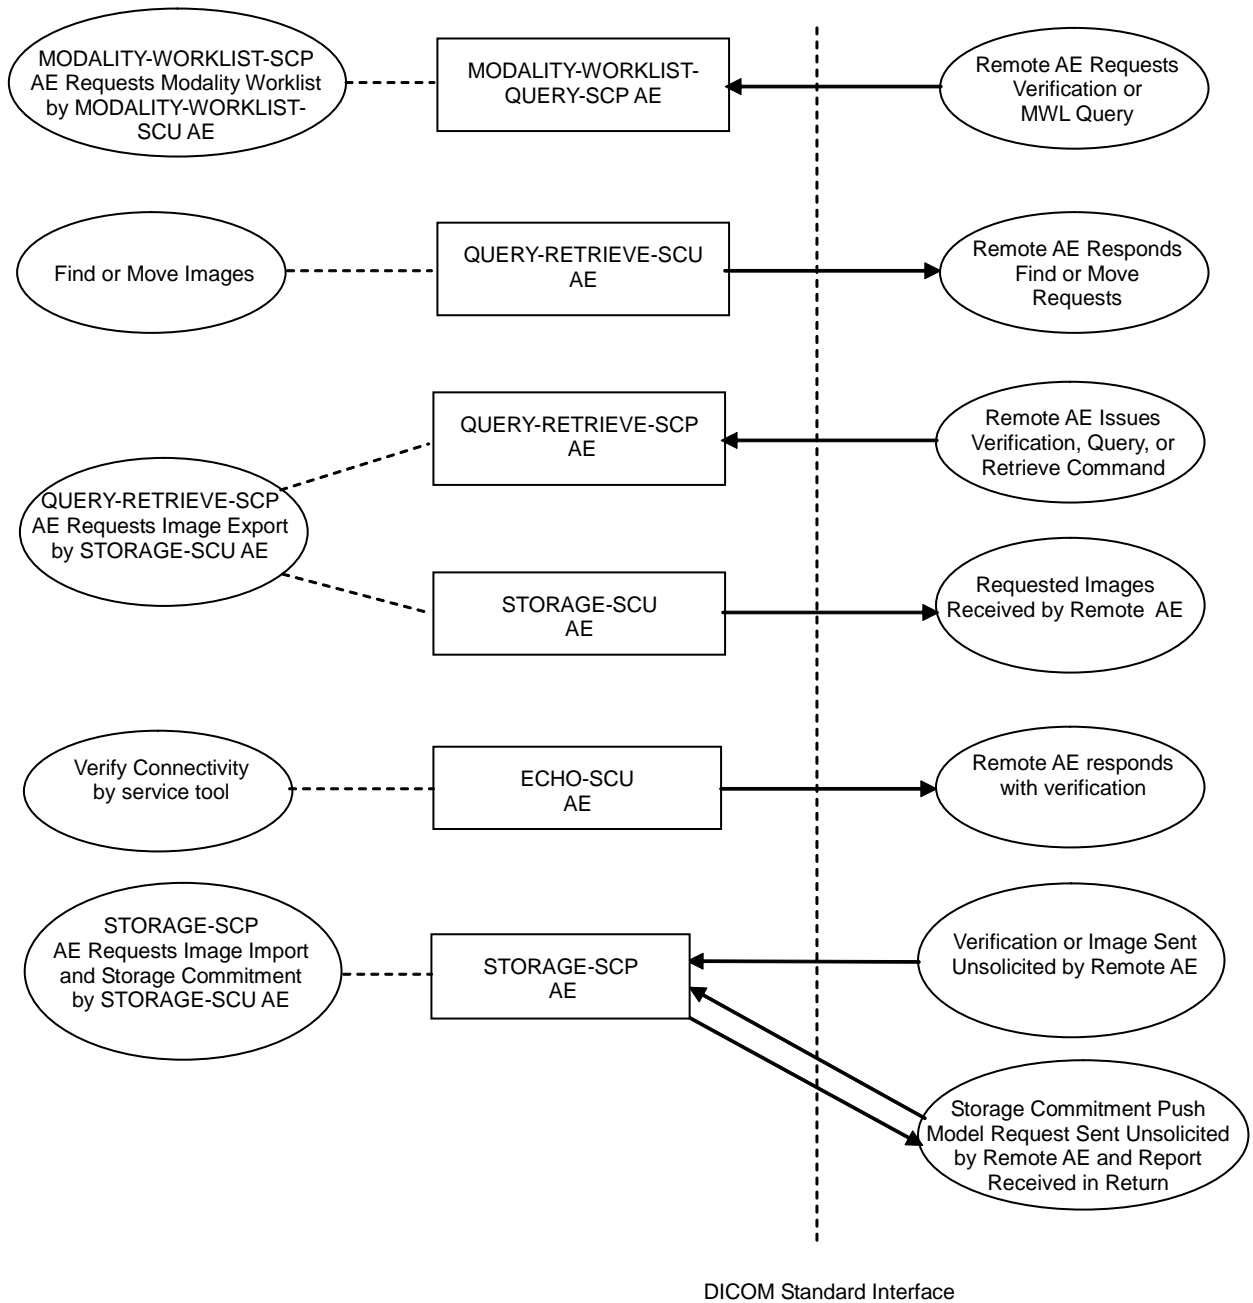 MODALITY-WORKLIST-SCP
AE Requests Modality Worklist
by MODALITY-WORKLIST-
SCU AE
MODALITY-WORKLIST-
QUERY-SCP AE
Remote AE Requests
Verification or
MWL Query
Find or Move Images
QUERY-RETRIEVE-SCU
AE
Remote AE Responds
Find or Move
Requests
QUERY-RETRIEVE-SCP
AE Requests Image Export
by STORAGE-SCU AE
QUERY-RETRIEVE-SCP
AE
Remote AE Issues
Verification, Query, or
Retrieve Command
STORAGE-SCU
AE
Requested Images
Received by Remote AE
Verify Connectivity
by service tool
ECHO-SCU
AE
Remote AE responds
with verification
STORAGE-SCP
AE Requests Image Import
and Storage Commitment
by STORAGE-SCU AE
STORAGE-SCP
AE
Verification or Image Sent
Unsolicited by Remote AE
Storage Commitment Push
Model Request Sent Unsolicited
by Remote AE and Report
Received in Return
DICOM Standard Interface